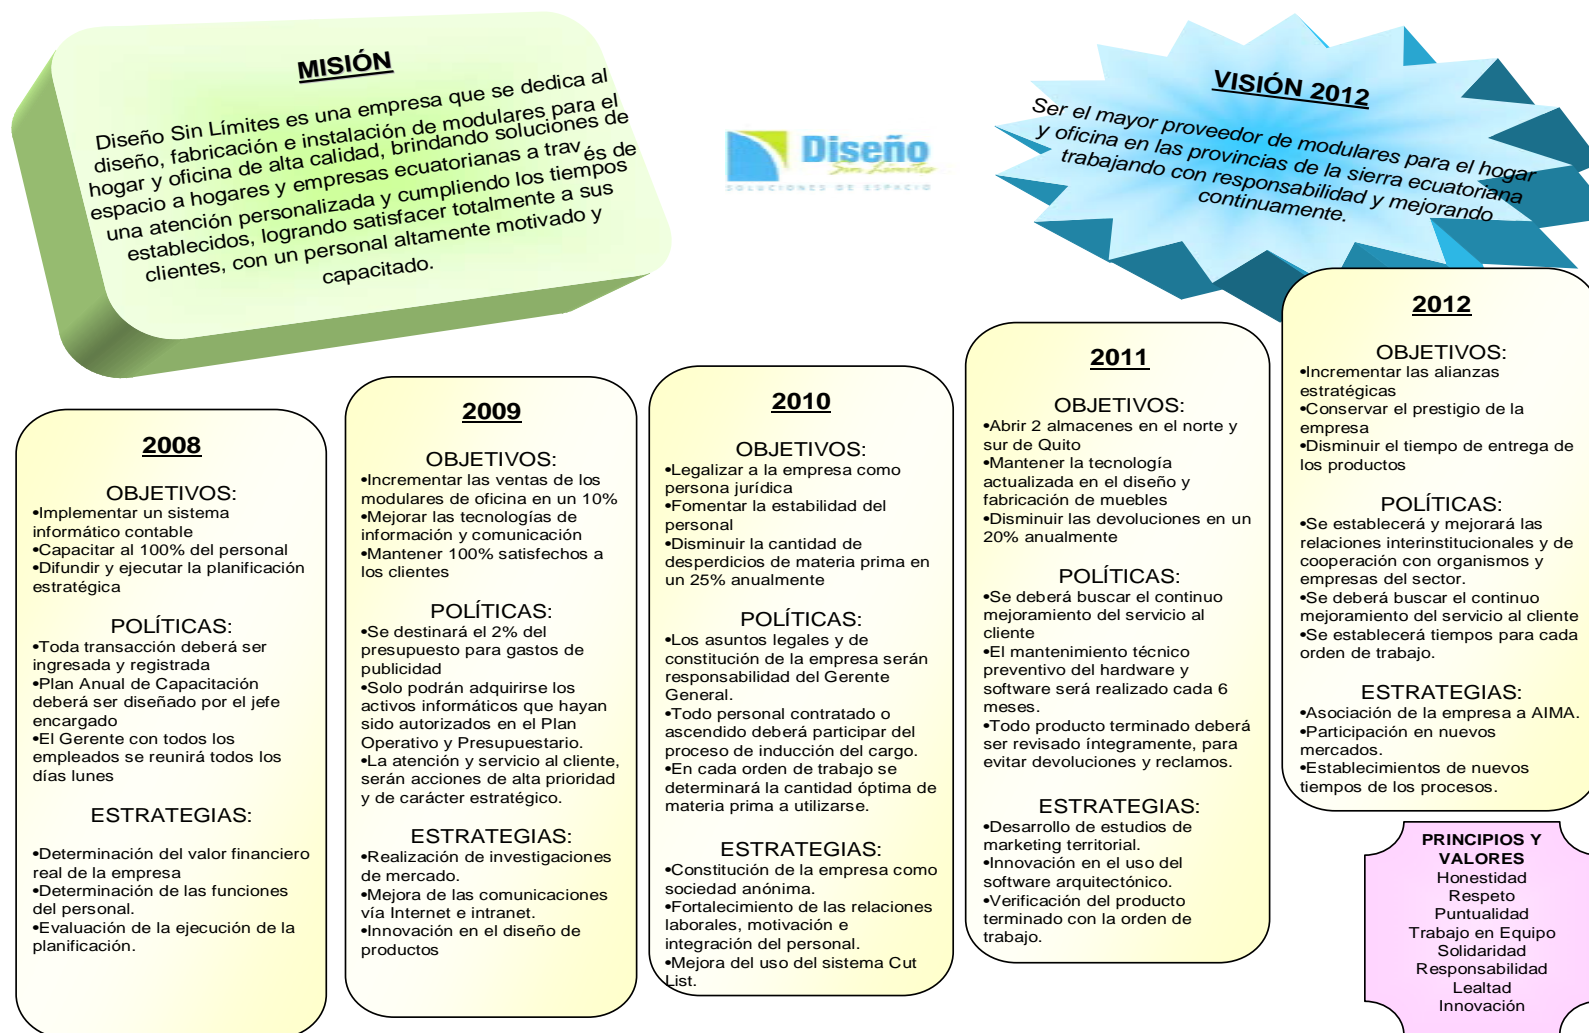 MISIÓN
Diseño Sin Límites es una empresa que se dedica al
diseño, fabricación e instalación de modulares para el
hogar y oficina de alta calidad, brindando soluciones de
espacio a hogares y empresas ecuatorianas a través de
una atención personalizada y cumpliendo los tiempos
establecidos, logrando satisfacer totalmente a sus
clientes, con un personal altamente motivado y
capacitado.
Diseño
Sin Límites
SOLUCIONES DE ESPACIO
VISIÓN 2012
Ser el mayor proveedor de modulares para el hogar
y oficina en las provincias de la sierra ecuatoriana
trabajando con responsabilidad y mejorando
continuamente.
2008
OBJETIVOS:
•Implementar un sistema
informático contable
•Capacitar al 100% del personal
•Difundir y ejecutar la planificación
estratégica
POLÍTICAS:
•Toda transacción deberá ser
ingresada y registrada
•Plan Anual de Capacitación
deberá ser diseñado por el jefe
encargado
•El Gerente con todos los
empleados se reunirá todos los
días lunes
ESTRATEGIAS:
•Determinación del valor financiero
real de la empresa
•Determinación de las funciones
del personal.
•Evaluación de la ejecución de la
planificación.
2009
OBJETIVOS:
•Incrementar las ventas de los
modulares de oficina en un 10%
•Mejorar las tecnologías de
información y comunicación
•Mantener 100% satisfechos a
los clientes
POLÍTICAS:
•Se destinará el 2% del
presupuesto para gastos de
publicidad
•Solo podrán adquirirse los
activos informáticos que hayan
sido autorizados en el Plan
Operativo y Presupuestario.
•La atención y servicio al cliente,
serán acciones de alta prioridad
y de carácter estratégico.
ESTRATEGIAS:
•Realización de investigaciones
de mercado.
•Mejora de las comunicaciones
vía Internet e intranet.
•Innovación en el diseño de
productos
2010
OBJETIVOS:
•Legalizar a la empresa como
persona jurídica
•Fomentar la estabilidad del
personal
•Disminuir la cantidad de
desperdicios de materia prima en
un 25% anualmente
POLÍTICAS:
•Los asuntos legales y de
constitución de la empresa serán
responsabilidad del Gerente
General.
•Todo personal contratado o
ascendido deberá participar del
proceso de inducción del cargo.
•En cada orden de trabajo se
determinará la cantidad óptima de
materia prima a utilizarse.
ESTRATEGIAS:
•Constitución de la empresa como
sociedad anónima.
•Fortalecimiento de las relaciones
laborales, motivación e
integración del personal.
•Mejora del uso del sistema Cut
List.
2011
OBJETIVOS:
•Abrir 2 almacenes en el norte y
sur de Quito
•Mantener la tecnología
actualizada en el diseño y
fabricación de muebles
•Disminuir las devoluciones en un
20% anualmente
POLÍTICAS:
•Se deberá buscar el continuo
mejoramiento del servicio al
cliente
•El mantenimiento técnico
preventivo del hardware y
software será realizado cada 6
meses.
•Todo producto terminado deberá
ser revisado íntegramente, para
evitar devoluciones y reclamos.
ESTRATEGIAS:
•Desarrollo de estudios de
marketing territorial.
•Innovación en el uso del
software arquitectónico.
•Verificación del producto
terminado con la orden de
trabajo.
2012
OBJETIVOS:
•Incrementar las alianzas
estratégicas
•Conservar el prestigio de la
empresa
•Disminuir el tiempo de entrega de
los productos
POLÍTICAS:
•Se establecerá y mejorará las
relaciones interinstitucionales y de
cooperación con organismos y
empresas del sector.
•Se deberá buscar el continuo
mejoramiento del servicio al cliente
•Se establecerá tiempos para cada
orden de trabajo.
ESTRATEGIAS:
•Asociación de la empresa a AIMA.
•Participación en nuevos
mercados.
•Establecimientos de nuevos
tiempos de los procesos.
PRINCIPIOS Y
VALORES
Honestidad
Respeto
Puntualidad
Trabajo en Equipo
Solidaridad
Responsabilidad
Lealtad
Innovación